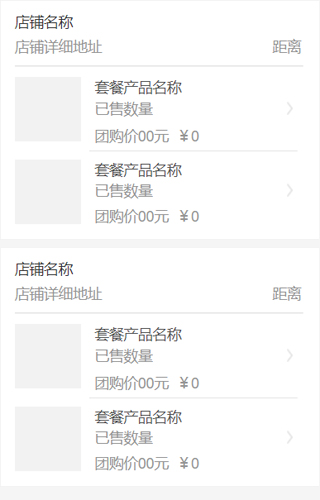 店铺名称
店铺详细地址 距离
套餐产品名称
已售数量
团购价00元 ¥0
套餐产品名称
已售数量
团购价00元 ¥0
店铺名称
店铺详细地址 距离
套餐产品名称
已售数量
团购价00元 ¥0
套餐产品名称
已售数量
团购价00元 ¥0